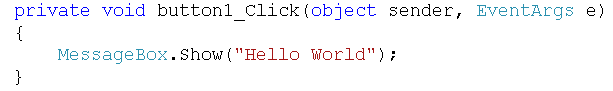 private void button1_Click(object sender, EventArgs e)
{
    MessageBox.Show("Hello World");
}